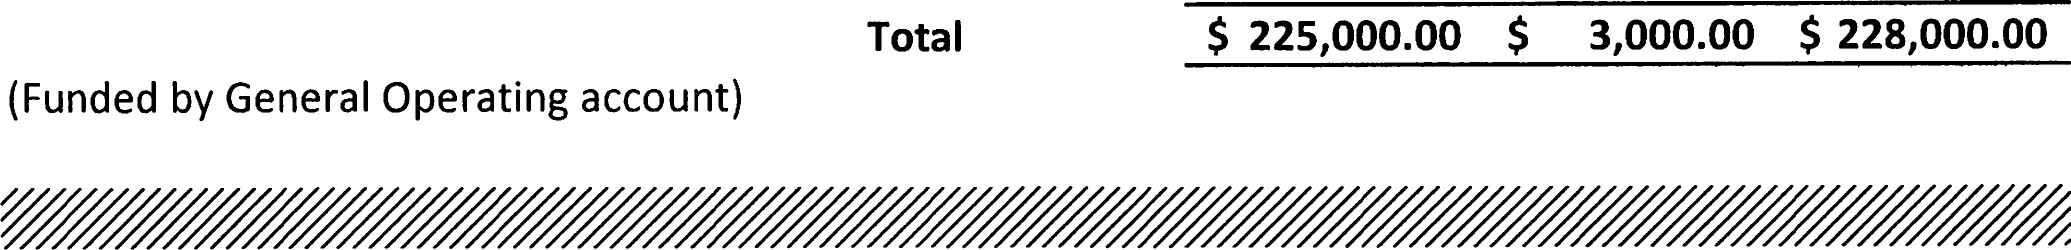 Total $ 225,000.00 $ 3,000.00 $ 228,000.00
(Funded by General Operating account)